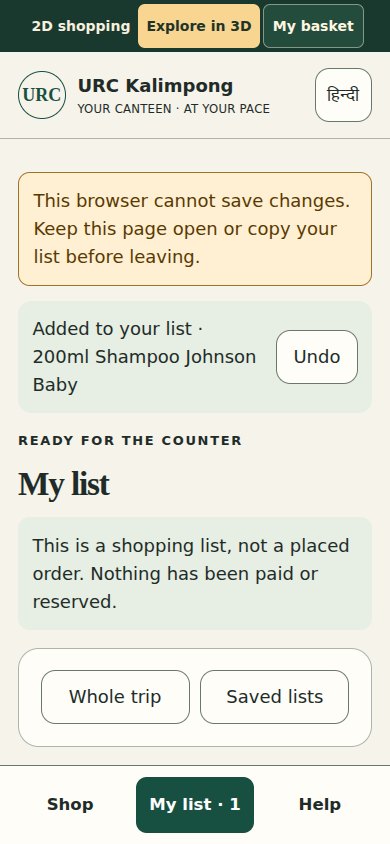 2D shopping Explore in 3D My basket
URC
URC Kalimpong
YOUR CANTEEN · AT YOUR PACE
हिन्दी
This browser cannot save changes.
Keep this page open or copy your
list before leaving.
Added to your list ·
200ml Shampoo Johnson
Baby
Undo
READY FOR THE COUNTER
My list
This is a shopping list, not a placed
order. Nothing has been paid or
reserved.
Whole trip Saved lists
Shop My list · 1 Help